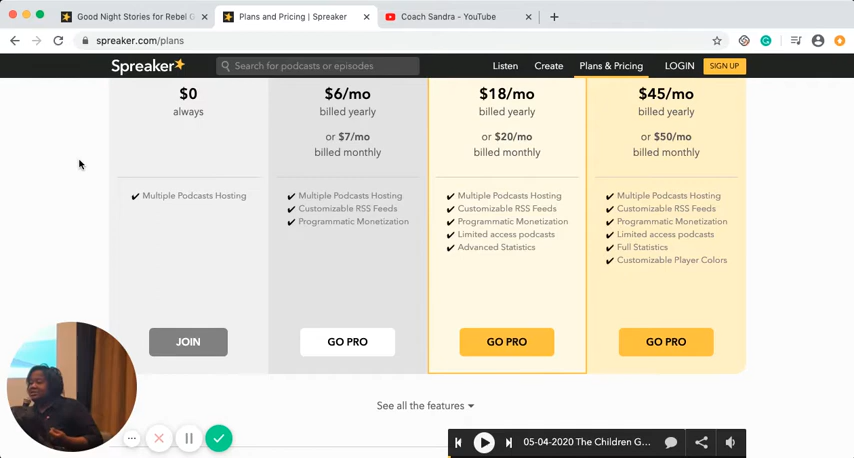 Good Night Stories for Rebel G
Plans and Pricing | Spreaker
Coach Sandra - YouTube
spreaker.com/plans
Spreaker
Search for podcasts or episodes
Listen
Create
Plans & Pricing
LOGIN
SIGN UP
$0
always
✔ Multiple Podcasts Hosting
JOIN
$6/mo
billed yearly
or $7/mo
billed monthly
✔ Multiple Podcasts Hosting
✔ Customizable RSS Feeds
✔ Programmatic Monetization
GO PRO
$18/mo
billed yearly
or $20/mo
billed monthly
✔ Multiple Podcasts Hosting
✔ Customizable RSS Feeds
✔ Programmatic Monetization
✔ Limited access podcasts
✔ Advanced Statistics
GO PRO
$45/mo
billed yearly
or $50/mo
billed monthly
✔ Multiple Podcasts Hosting
✔ Customizable RSS Feeds
✔ Programmatic Monetization
✔ Limited access podcasts
✔ Full Statistics
✔ Customizable Player Colors
GO PRO
See all the features
05-04-2020 The Children G...